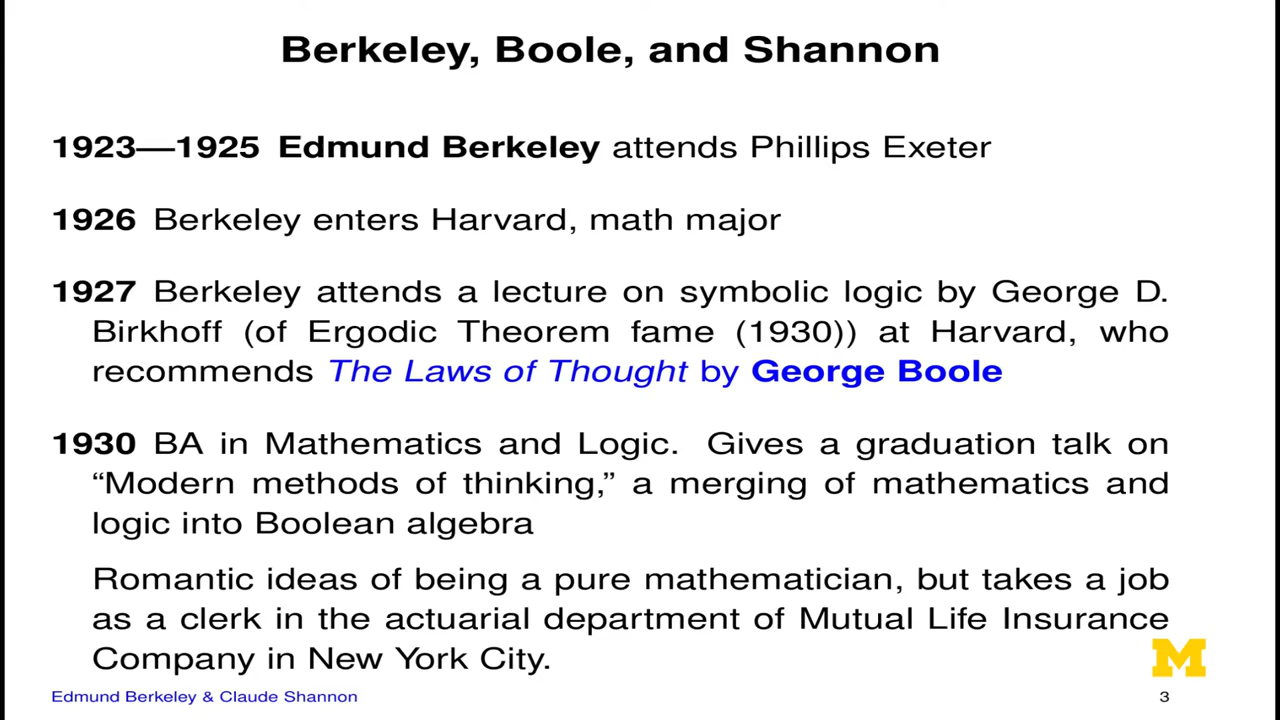 Berkeley, Boole, and Shannon
1923—1925 Edmund Berkeley attends Phillips Exeter
1926 Berkeley enters Harvard, math major
1927 Berkeley attends a lecture on symbolic logic by George D.
Birkhoff (of Ergodic Theorem fame (1930)) at Harvard, who
recommends The Laws of Thought by George Boole
1930 BA in Mathematics and Logic. Gives a graduation talk on
“Modern methods of thinking,” a merging of mathematics and
logic into Boolean algebra
Romantic ideas of being a pure mathematician, but takes a job
as a clerk in the actuarial department of Mutual Life Insurance
Company in New York City.
M
Edmund Berkeley & Claude Shannon
3